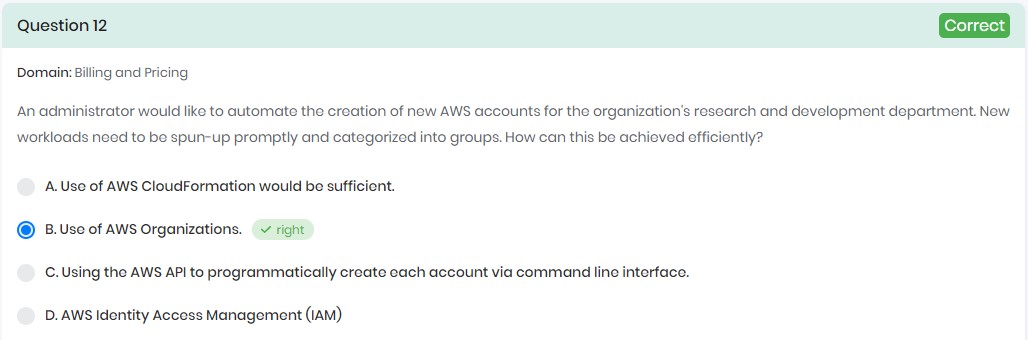 Question 12
Correct
Domain: Billing and Pricing
An administrator would like to automate the creation of new AWS accounts for the organization's research and development department. New
workloads need to be spun-up promptly and categorized into groups. How can this be achieved efficiently?
A. Use of AWS CloudFormation would be sufficient.
B. Use of AWS Organizations. right
C. Using the AWS API to programmatically create each account via command line interface.
D. AWS Identity Access Management (IAM)